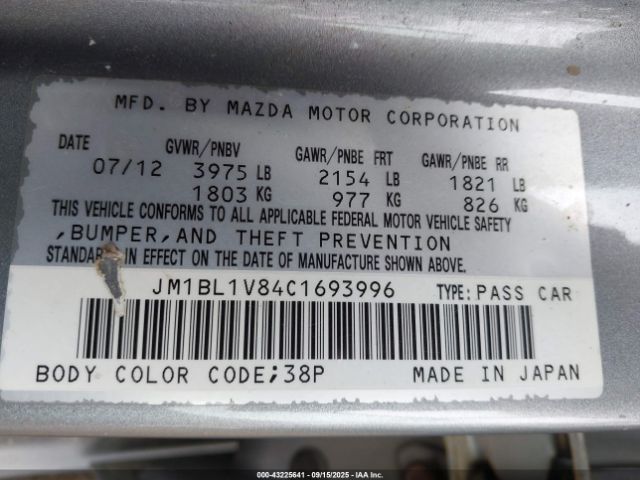 MFD. BY MAZDA MOTOR CORPORATION
DATE GVWR/PNBV GAWR/PNBE FRT GAWR/PNBE RR
07/12 3975 LB 2154 LB 1821 LB
1803 KG 977 KG 826 KG
THIS VEHICLE CONFORMS TO ALL APPLICABLE FEDERAL MOTOR VEHICLE SAFETY
,BUMPER,AND THEFT PREVENTION
STANDARDS IN EFFECT ON THE DATE OF MANUFACTURE SHOWN ABOVE.
JM1BL1V84C1693996 TYPE:PASS CAR
BODY COLOR CODE;38P MADE IN JAPAN
000-43225641 - 09/15/2025 - IAA Inc.